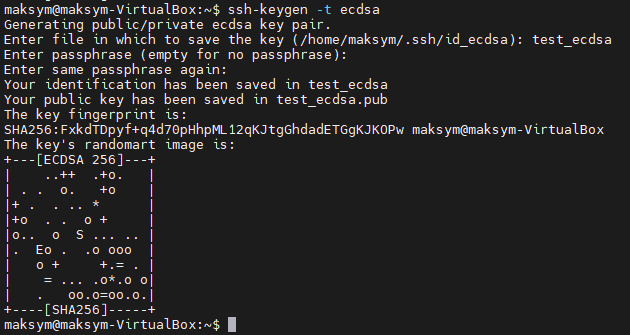 maksym@maksym-VirtualBox:~$ ssh-keygen -t ecdsa
Generating public/private ecdsa key pair.
Enter file in which to save the key (/home/maksym/.ssh/id_ecdsa): test_ecdsa
Enter passphrase (empty for no passphrase):
Enter same passphrase again:
Your identification has been saved in test_ecdsa
Your public key has been saved in test_ecdsa.pub
The key fingerprint is:
SHA256:FxkdTDpyf+q4d70pHhpML12qKJtgGhdadETGgKJKOPw maksym@maksym-VirtualBox
The key's randomart image is:
+---[ECDSA 256]---+
|    ..++  .+o.   |
| . .  o.   +o    |
|+ .  . .. *      |
|+o  . .  o +     |
|o..  o  S ... .. |
|.  Eo .  .o ooo  |
|   o +     +.= . |
|    = ... .o*.o o|
|   .   oo.o=oo.o.|
+----[SHA256]-----+
maksym@maksym-VirtualBox:~$